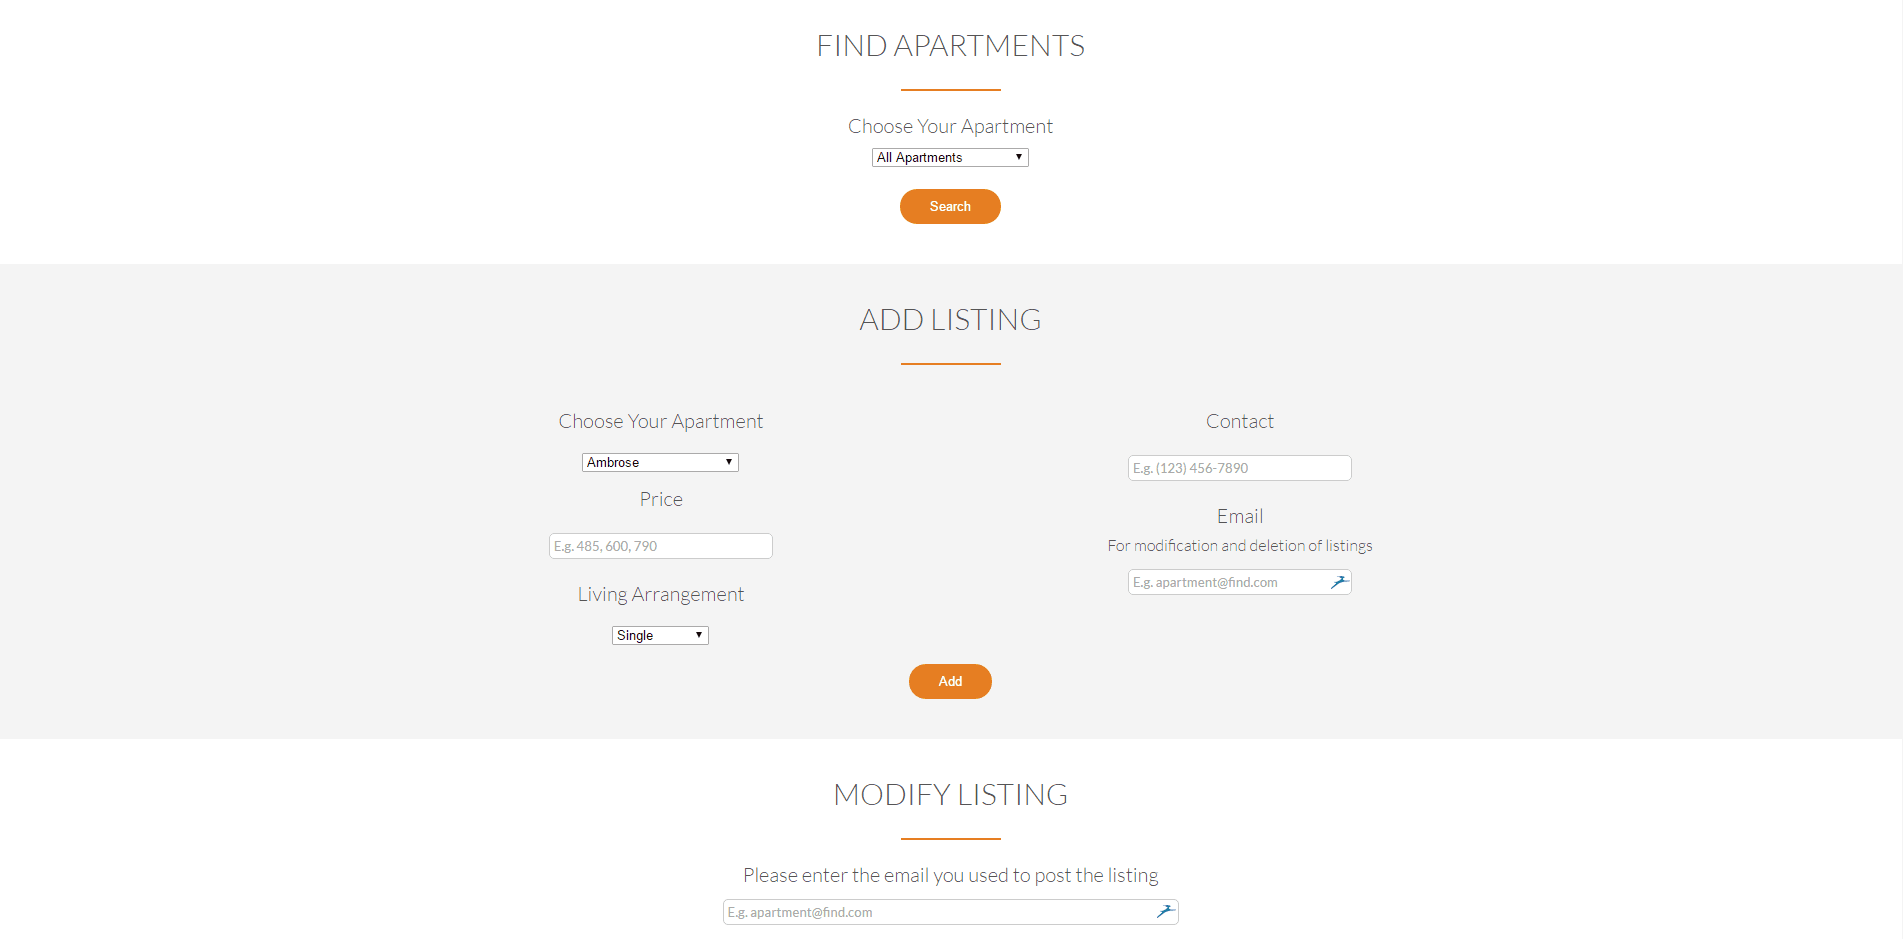 FIND APARTMENTS
Choose Your Apartment
All Apartments
Search
ADD LISTING
Choose Your Apartment
Ambrose
Price
E.g. 485, 600, 790
Living Arrangement
Single
Contact
E.g. (123) 456-7890
Email
For modification and deletion of listings
E.g. apartment@find.com
Add
MODIFY LISTING
Please enter the email you used to post the listing
E.g. apartment@find.com